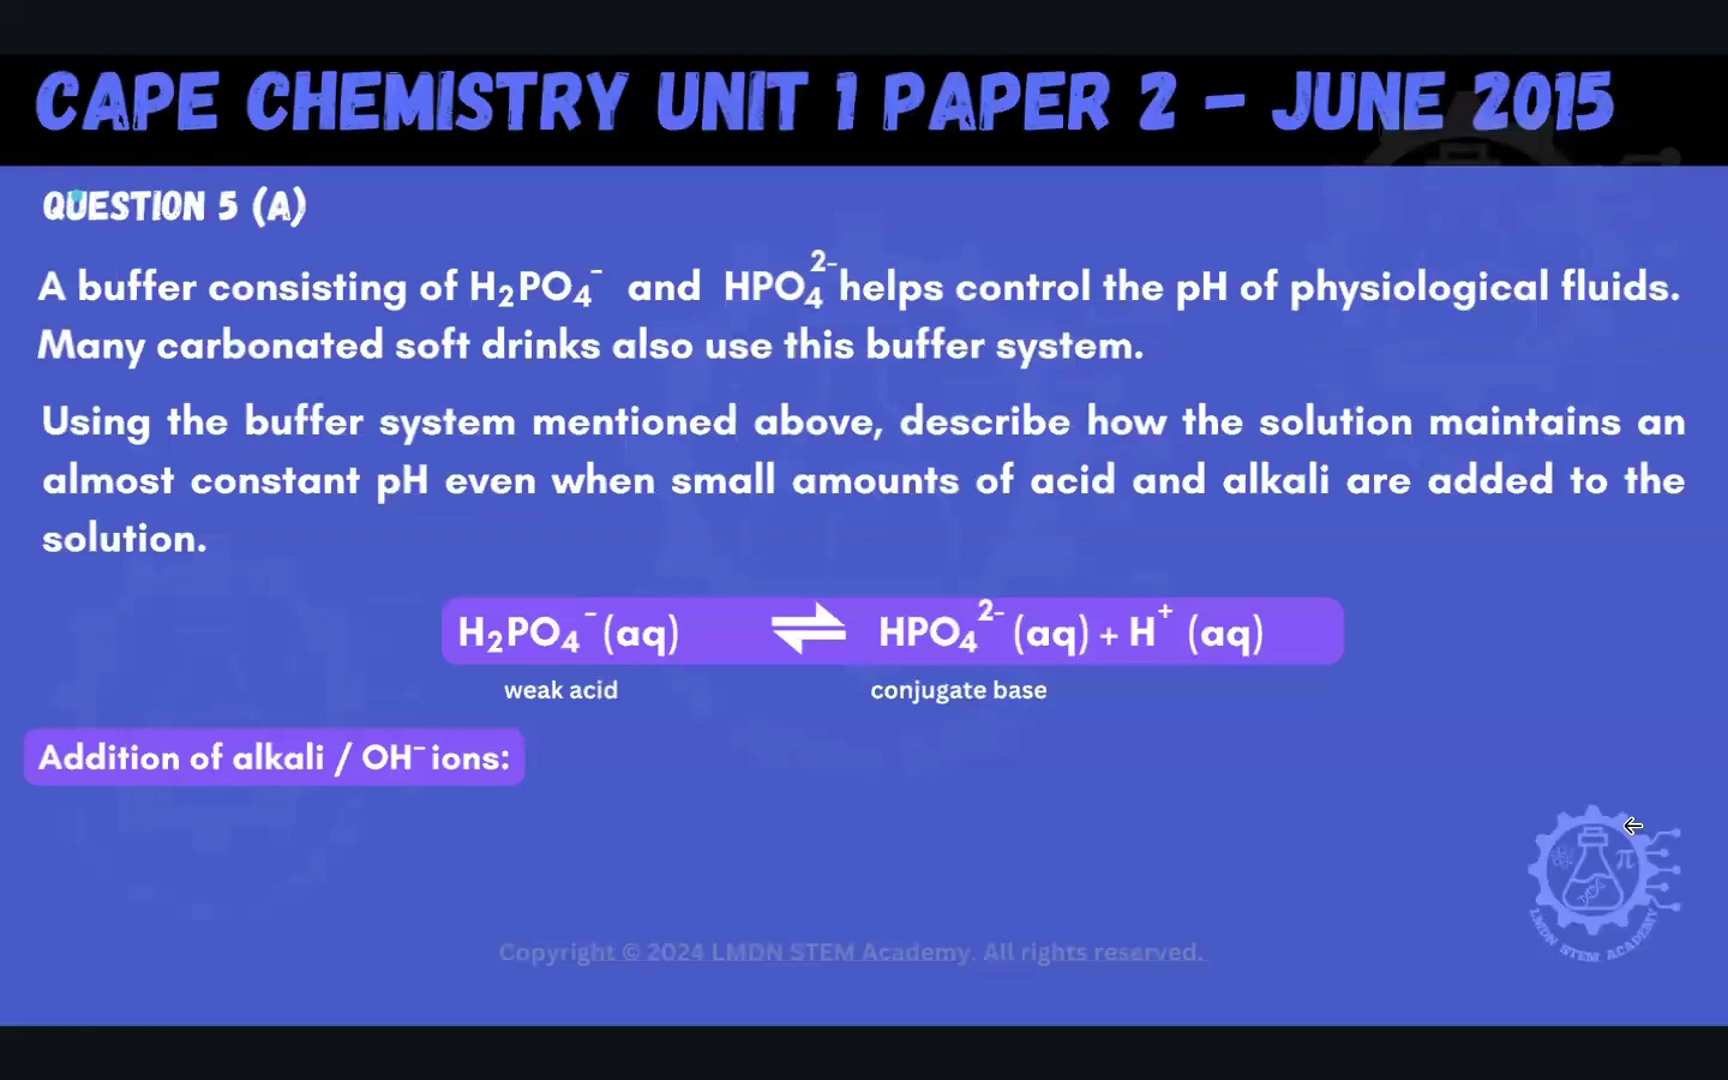 CAPE CHEMISTRY UNIT 1 PAPER 2 – JUNE 2015
QUESTION 5 (A)
A buffer consisting of H₂PO₄⁻ and HPO₄²⁻ helps control the pH of physiological fluids.
Many carbonated soft drinks also use this buffer system.
Using the buffer system mentioned above, describe how the solution maintains an
almost constant pH even when small amounts of acid and alkali are added to the
solution.
H₂PO₄⁻ (aq) ⇌ HPO₄²⁻ (aq) + H⁺ (aq)
weak acid conjugate base
Addition of alkali / OH⁻ ions:
π
LMDN STEM ACADEMY
Copyright © 2024 LMDN STEM Academy. All rights reserved.